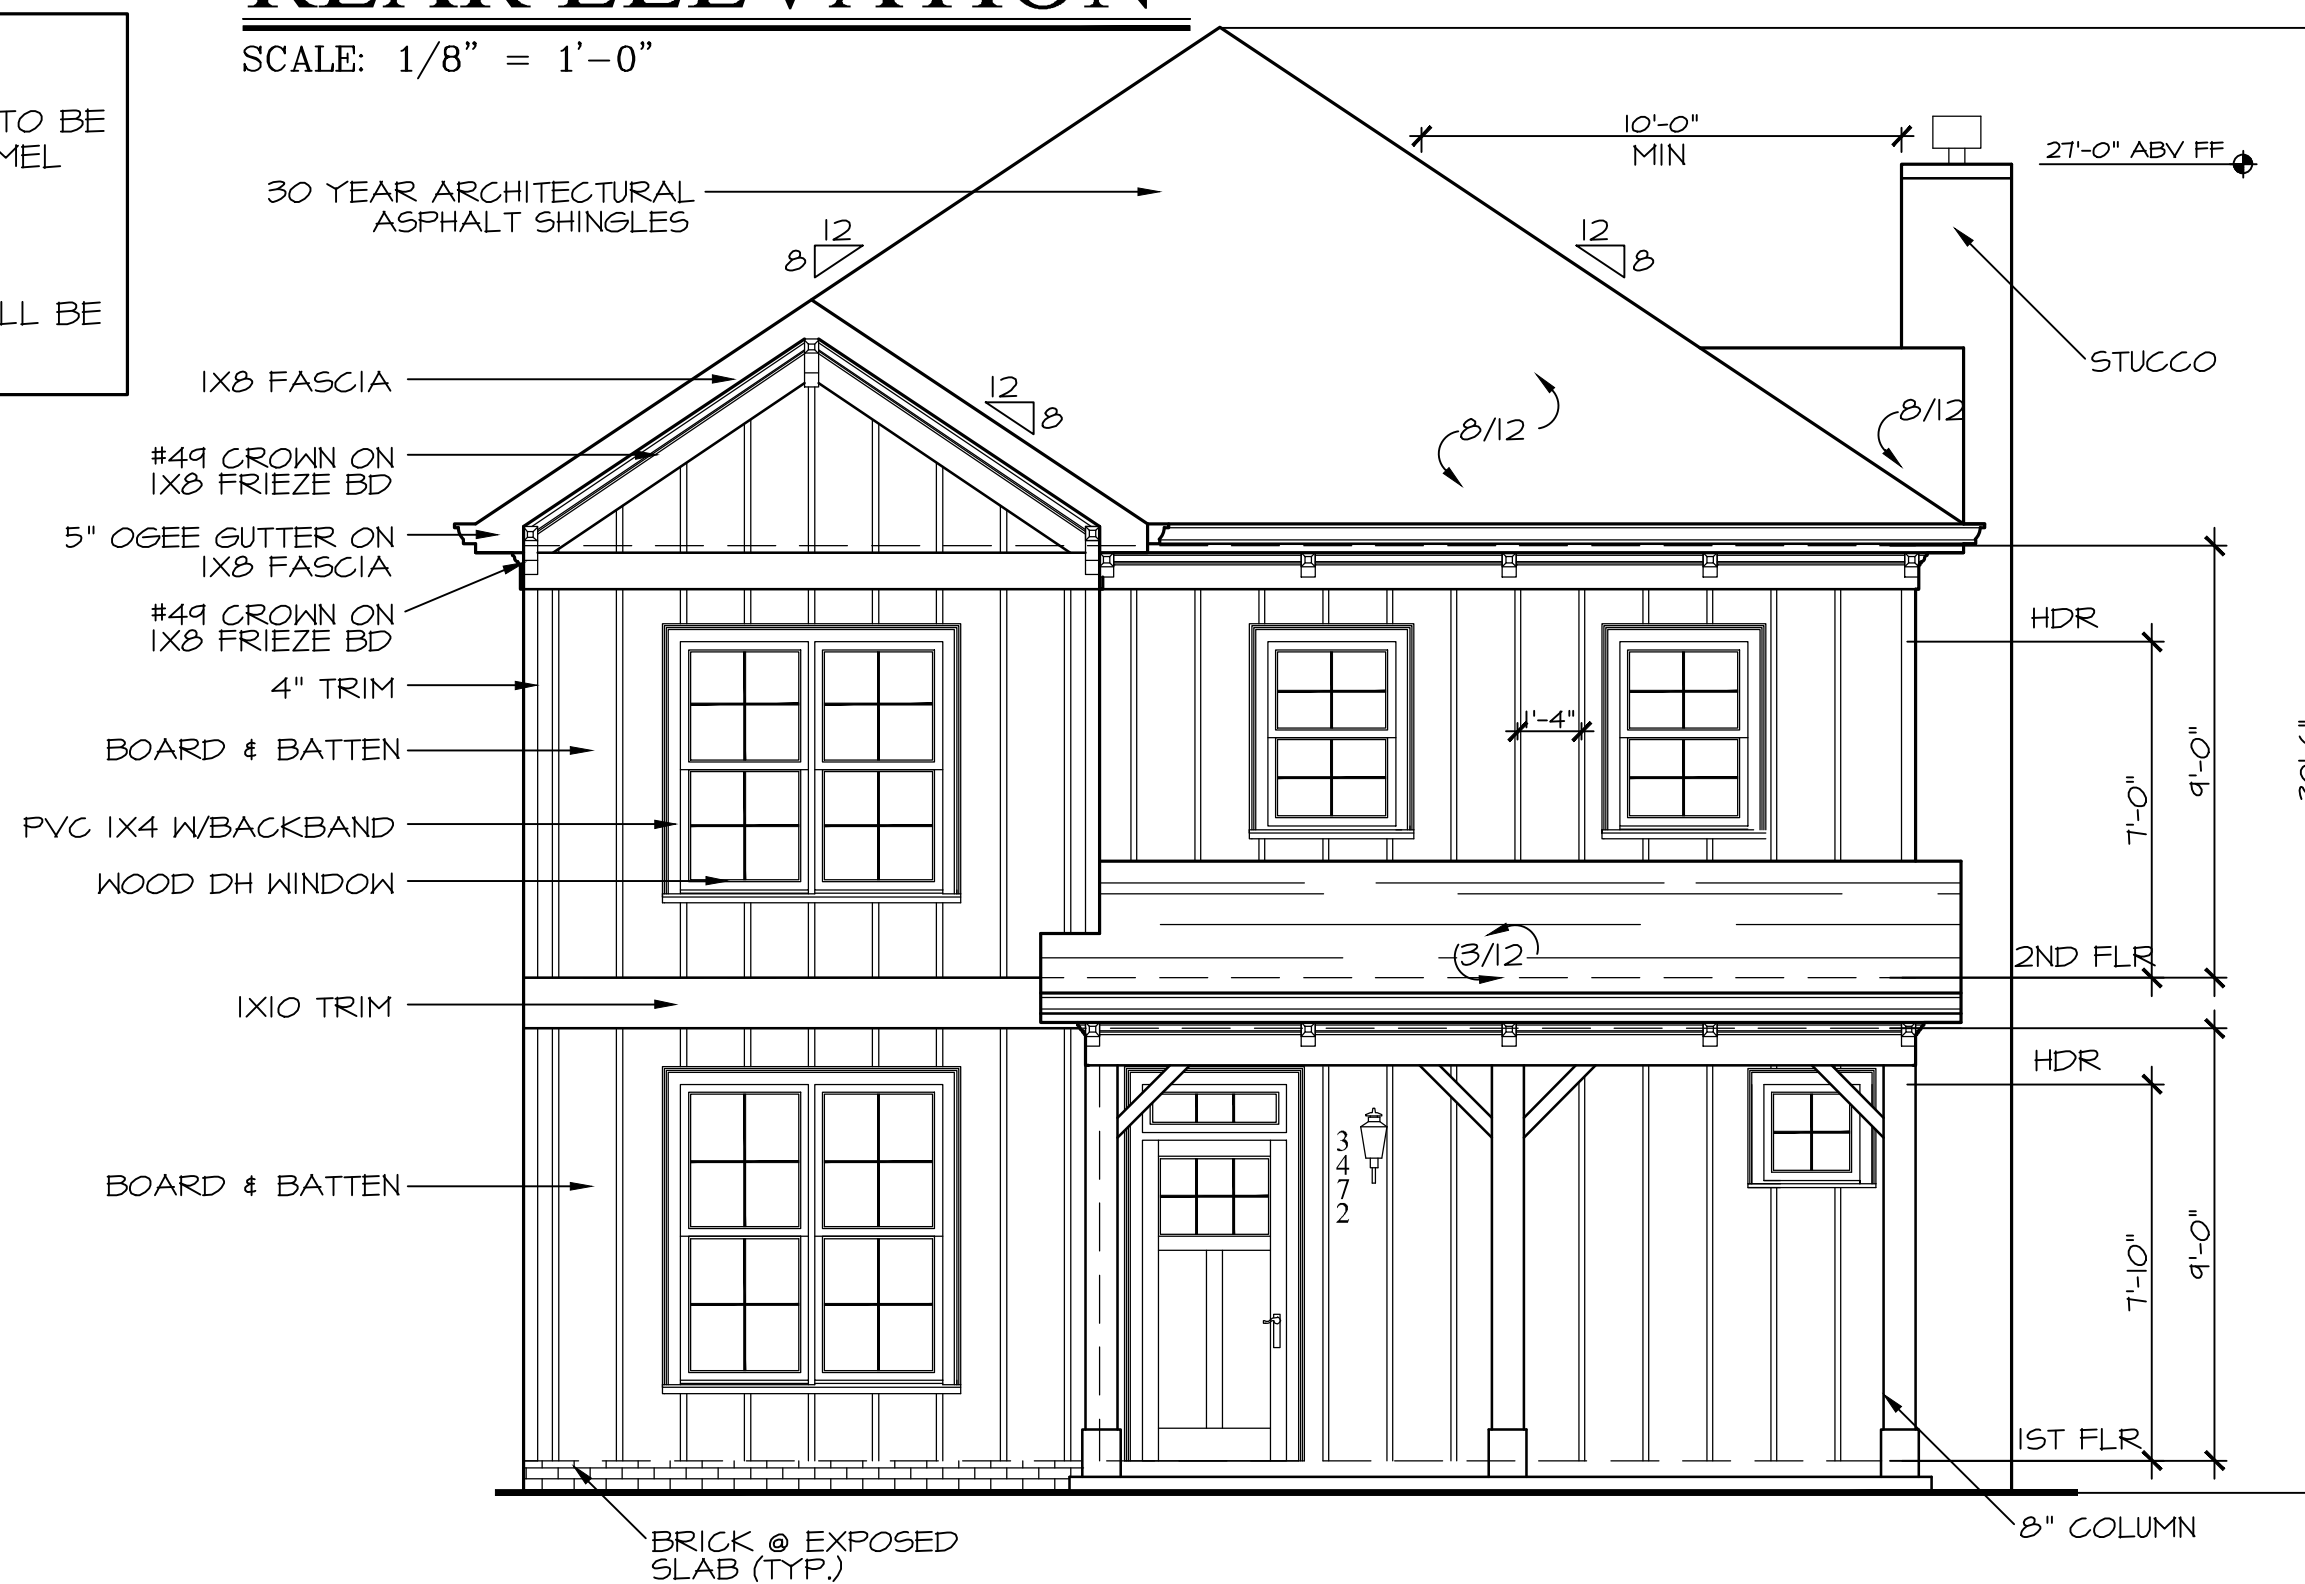 REAR ELEVATION
SCALE: 1/8" = 1'-0"
TO BE
LL BE
10'-0"
MIN
27'-0" ABV FF
30 YEAR ARCHITECTURAL
ASPHALT SHINGLES
12
8
12
8
STUCCO
1X8 FASCIA
12
8
8/12
8/12
#49 CROWN ON
1X8 FRIEZE BD
5" OGEE GUTTER ON
1X8 FASCIA
#49 CROWN ON
1X8 FRIEZE BD
HDR
4" TRIM
1'-4"
9'-0"
7'-0"
BOARD & BATTEN
PVC 1X4 W/BACKBAND
WOOD DH WINDOW
(3/12
2ND FLR
1X10 TRIM
HDR
3
4
7
2
BOARD & BATTEN
9'-0"
7'-10"
1ST FLR
8" COLUMN
BRICK @ EXPOSED
SLAB (TYP.)